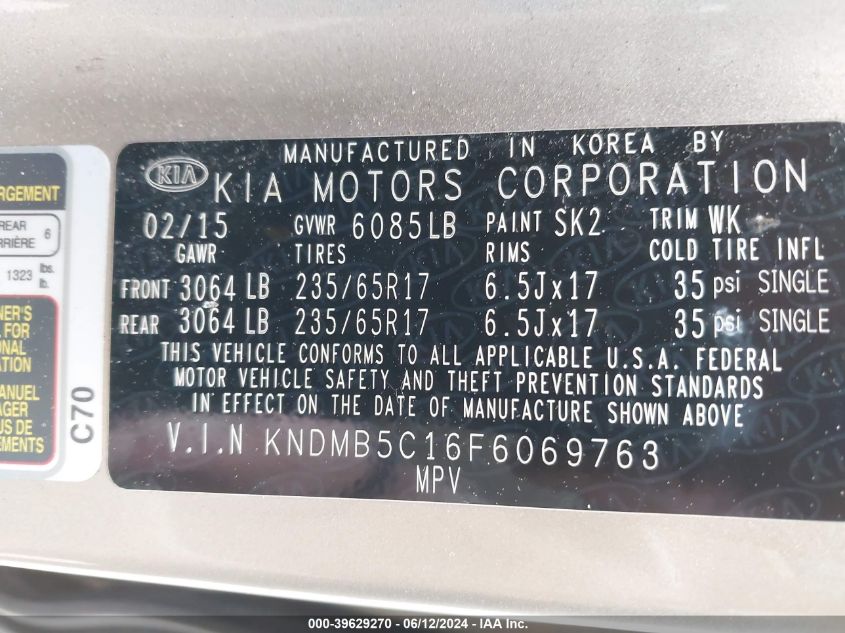 MANUFACTURED IN KOREA BY
KIA KIA MOTORS CORPORATION
02/15 GVWR 6085LB PAINT SK2 TRIM WK
GAWR TIRES RIMS COLD TIRE INFL
FRONT 3064 LB 235/65R17 6.5Jx17 35 psi SINGLE
REAR 3064 LB 235/65R17 6.5Jx17 35 psi SINGLE
THIS VEHICLE CONFORMS TO ALL APPLICABLE U.S.A. FEDERAL
MOTOR VEHICLE SAFETY AND THEFT PREVENTION STANDARDS
IN EFFECT ON THE DATE OF MANUFACTURE SHOWN ABOVE
V.I.N KNDMB5C16F6069763
MPV
C70
REAR 6
1323 lbs.
FOR
MANUEL
000-39629270 - 06/12/2024 - IAA Inc.